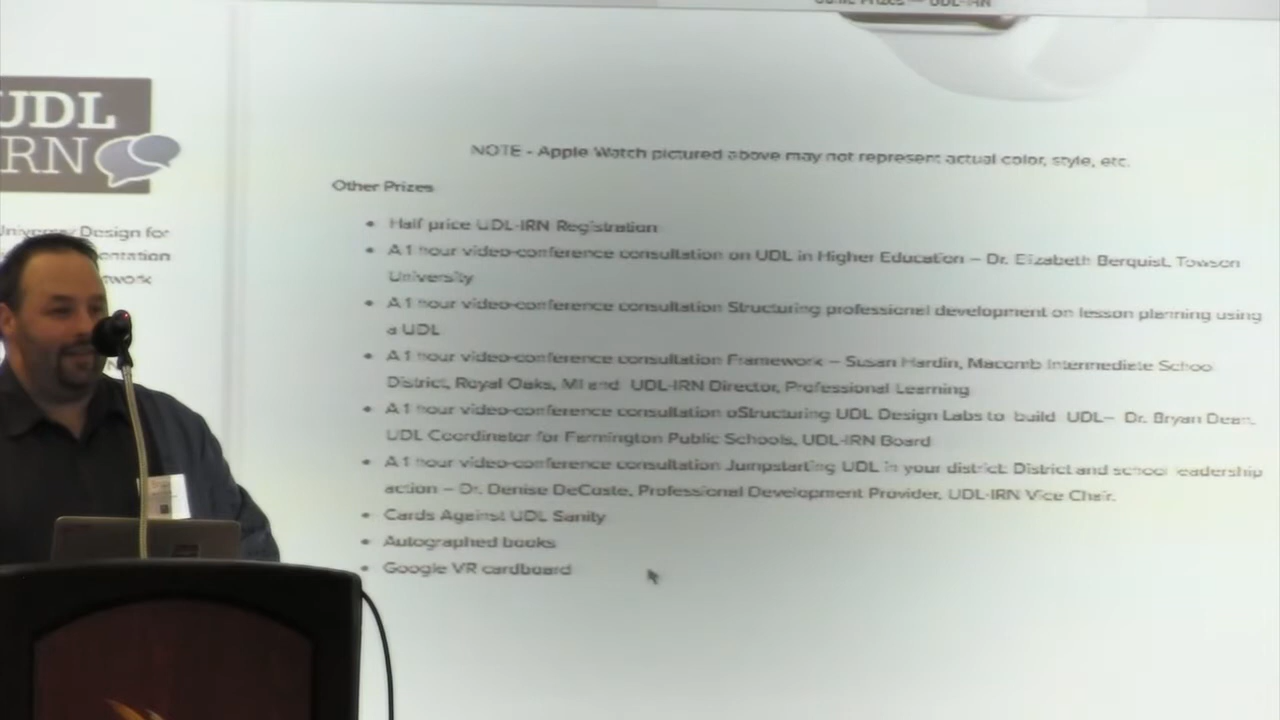 UDL
RN
NOTE - Apple Watch pictured above may not represent actual color, style, etc.
Other Prizes
Half price UDL-IRN Registration
A 1 hour video-conference consultation on UDL in Higher Education – Dr. Elizabeth Berquist, Towson
University
A 1 hour video-conference consultation Structuring professional development on lesson planning using
a UDL
A 1 hour video-conference consultation Framework – Susan Hardin, Macomb Intermediate School
District, Royal Oaks, MI and UDL-IRN Director, Professional Learning
A 1 hour video-conference consultation oStructuring UDL Design Labs to build UDL– Dr. Bryan Dean,
UDL Coordinator for Farmington Public Schools, UDL-IRN Board
A 1 hour video-conference consultation Jumpstarting UDL in your district: District and school leadership
action – Dr. Denise DeCoste, Professional Development Provider, UDL-IRN Vice Chair.
Cards Against UDL Sanity
Autographed books
Google VR cardboard
Design for